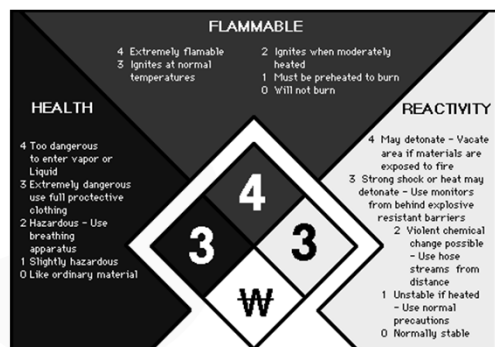 FLAMMABLE
4 Extremely flamable
3 Ignites at normal
temperatures
2 Ignites when moderately
heated
1 Must be preheated to burn
0 Will not burn
HEALTH
4 Too dangerous
to enter vapor or
Liquid
3 Extremely dangerous
use full proctective
clothing
2 Hazardous - Use
breathing
apparatus
1 Slightly hazardous
0 Like ordinary material
REACTIVITY
4 May detonate - Vacate
area if materials are
exposed to fire
3 Strong shock or heat may
detonate - Use monitors
from behind explosive
resistant barriers
2 Violent chemical
change possible
- Use hose
streams from
distance
1 Unstable if heated
- Use normal
precautions
0 Normally stable
4
3
3
W